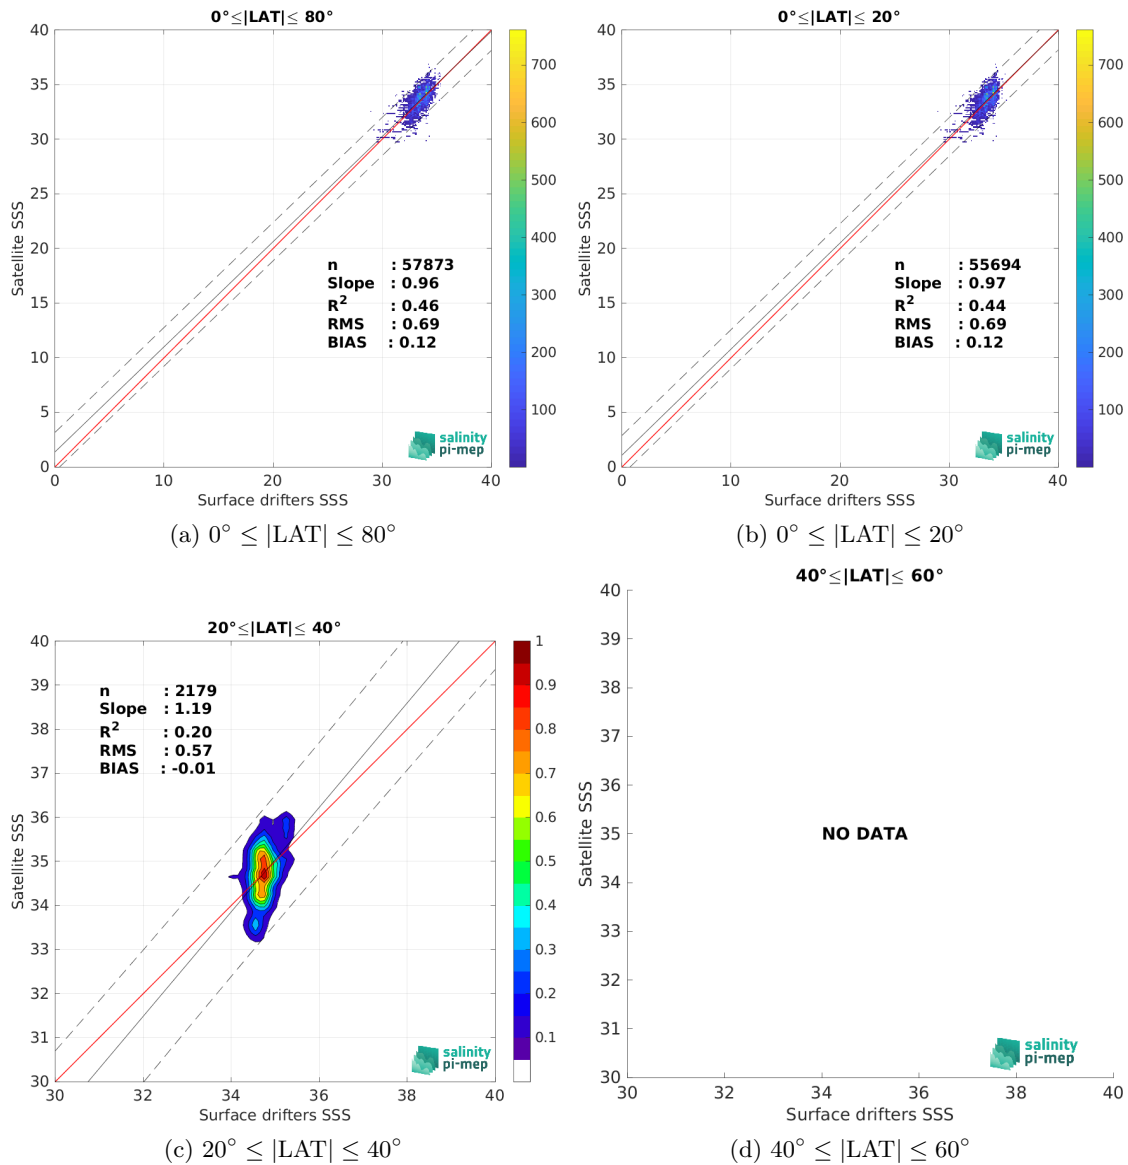 0°≤|LAT|≤ 80°
40
35
30
25
20
15
10
5
0
0
10
20
30
40
Satellite SSS
Surface drifters SSS
n : 57873
Slope : 0.96
R² : 0.46
RMS : 0.69
BIAS : 0.12
salinity
pi-mep
700
600
500
400
300
200
100
(a) 0° ≤ |LAT| ≤ 80°
0°≤|LAT|≤ 20°
40
35
30
25
20
15
10
5
0
0
10
20
30
40
Satellite SSS
Surface drifters SSS
n : 55694
Slope : 0.97
R² : 0.44
RMS : 0.69
BIAS : 0.12
salinity
pi-mep
700
600
500
400
300
200
100
(b) 0° ≤ |LAT| ≤ 20°
20°≤|LAT|≤ 40°
40
39
38
37
36
35
34
33
32
31
30
30
32
34
36
38
40
Satellite SSS
Surface drifters SSS
n : 2179
Slope : 1.19
R² : 0.20
RMS : 0.57
BIAS : -0.01
salinity
pi-mep
1
0.9
0.8
0.7
0.6
0.5
0.4
0.3
0.2
0.1
(c) 20° ≤ |LAT| ≤ 40°
40°≤|LAT|≤ 60°
40
39
38
37
36
35
34
33
32
31
30
30
32
34
36
38
40
Satellite SSS
Surface drifters SSS
NO DATA
salinity
pi-mep
(d) 40° ≤ |LAT| ≤ 60°